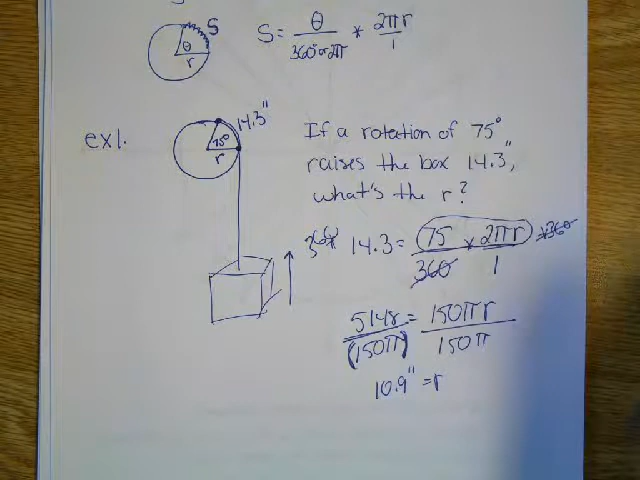 S
θ
r
S = θ/(360° or 2π) * 2πr/1
ex1.
14.3"
75°
r
If a rotation of 75°
raises the box 14.3",
what's the r?
360* 14.3 = 75/360 * 2πr/1 *360
5148/(150π) = 150πr/150π
10.9" = r